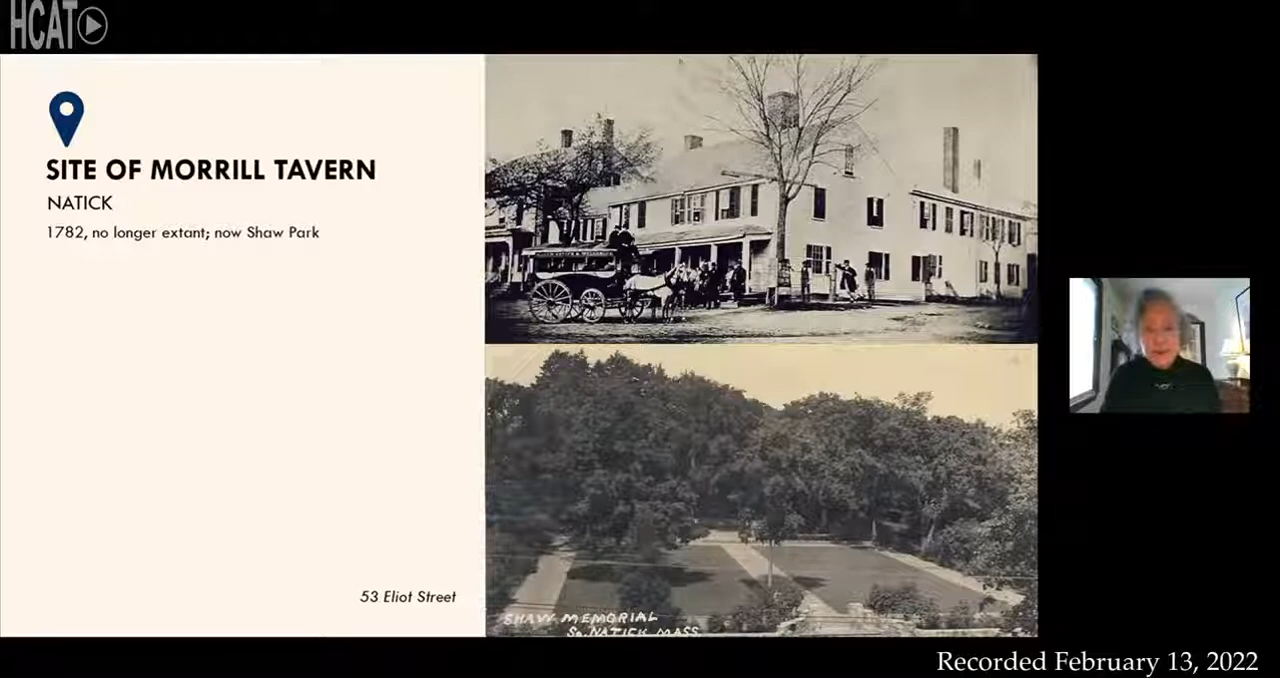 HCAT
SITE OF MORRILL TAVERN
NATICK
1782, no longer extant; now Shaw Park
53 Eliot Street
SHAW MEMORIAL
So. NATICK MASS
Recorded February 13, 2022